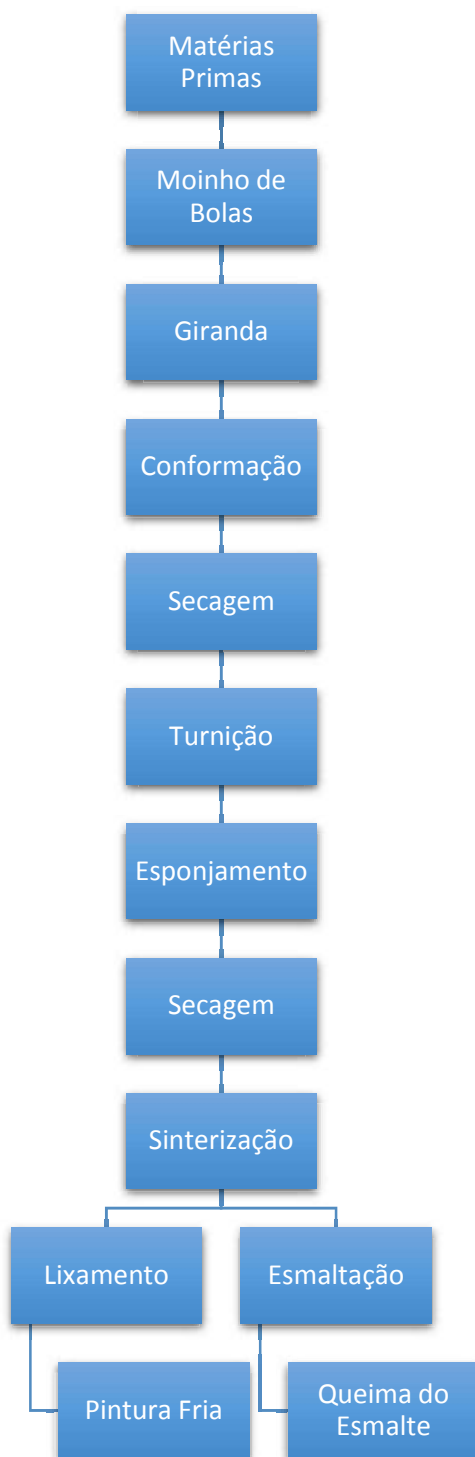 Matérias
Primas
Moinho de
Bolas
Giranda
Conformação
Secagem
Turnição
Esponjamento
Secagem
Sinterização
Lixamento
Esmaltação
Pintura Fria
Queima do
Esmalte